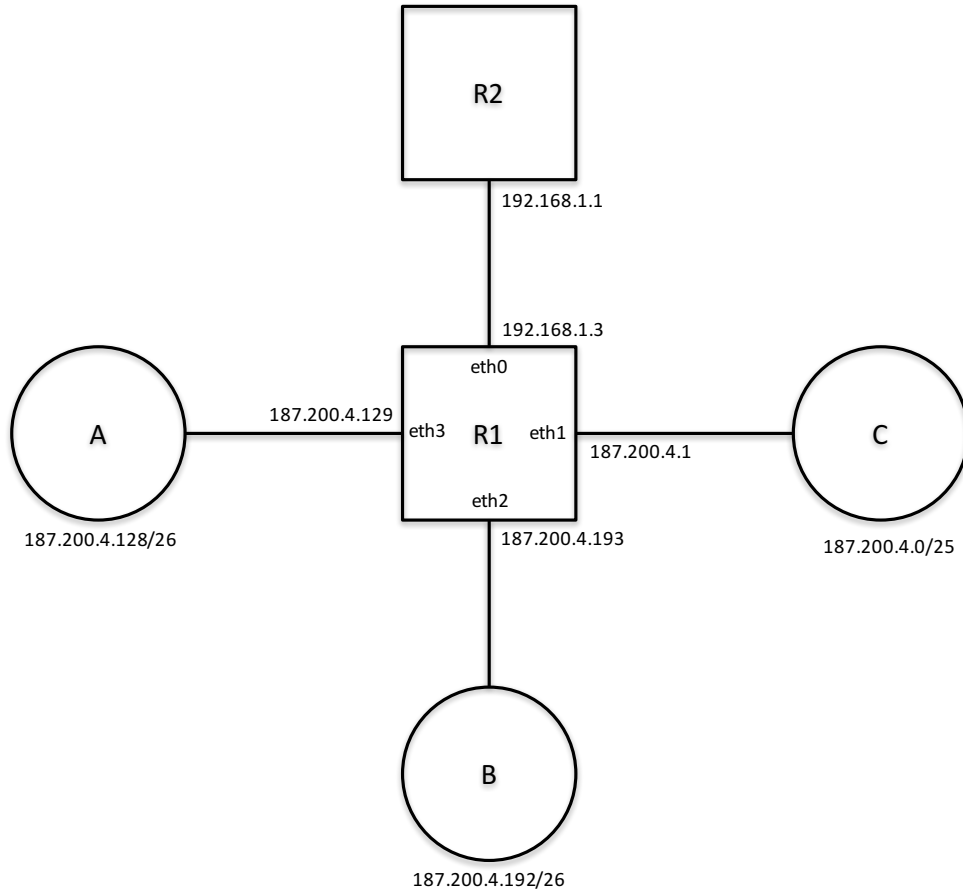 R2
192.168.1.1
192.168.1.3
eth0
A
187.200.4.129
eth3
R1
eth1
187.200.4.1
C
eth2
187.200.4.128/26
187.200.4.193
187.200.4.0/25
B
187.200.4.192/26